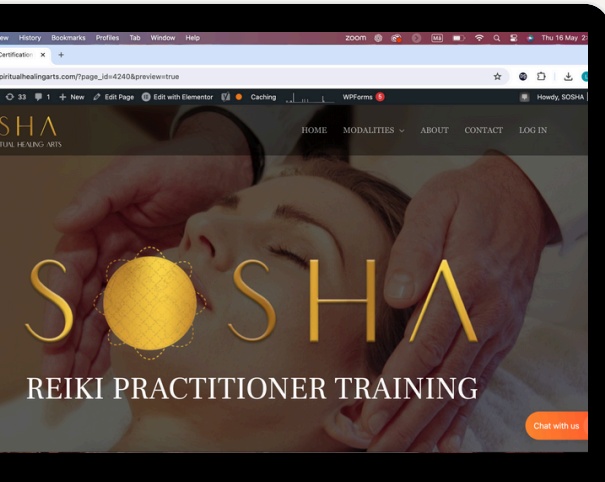 ew History Bookmarks Profiles Tab Window Help zoom Thu 16 May 2:
Certification × +
piritualhealingarts.com/?page_id=4240&preview=true
33 1 + New Edit Page Edit with Elementor Caching WPForms 6 Howdy, SOSHA
SHA
TUAL HEALING ARTS
HOME MODALITIES ABOUT CONTACT LOG IN
SOSHA
REIKI PRACTITIONER TRAINING
Chat with us